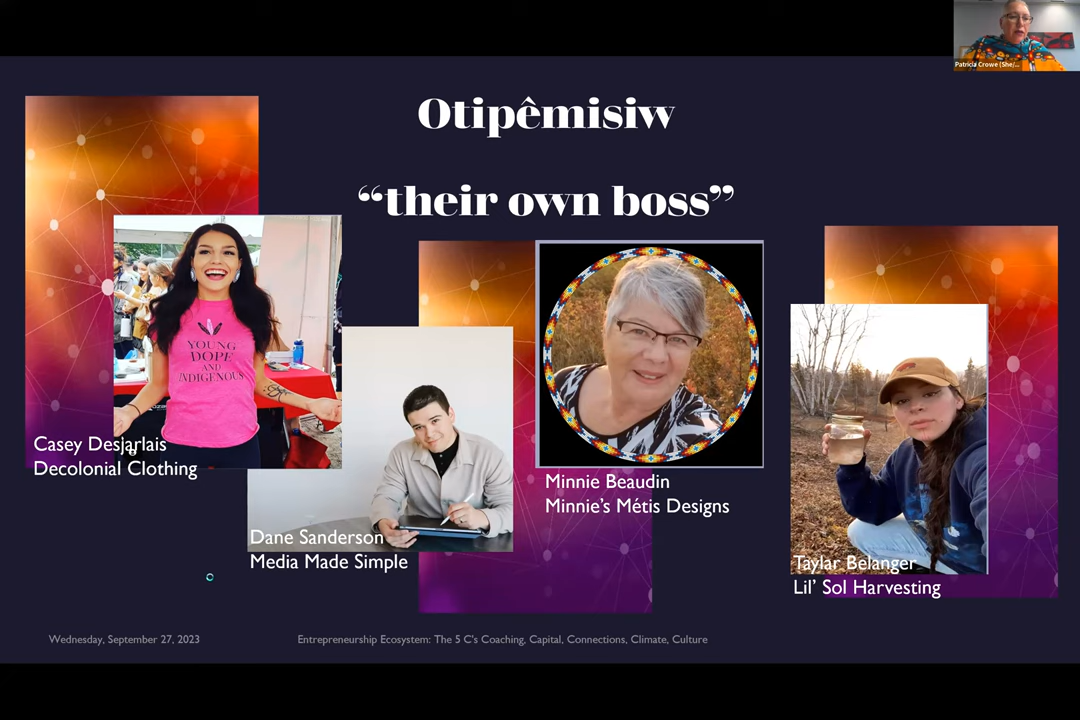 Patricia Crowe (She/...
Otipêmisiw
“their own boss”
YOUNG
DOPE
AND
INDIGENOUS
Casey Desjarlais
Decolonial Clothing
Dane Sanderson
Media Made Simple
Minnie Beaudin
Minnie’s Métis Designs
Taylar Belanger
Lil’ Sol Harvesting
Wednesday, September 27, 2023
Entrepreneurship Ecosystem: The 5 C's Coaching, Capital, Connections, Climate, Culture